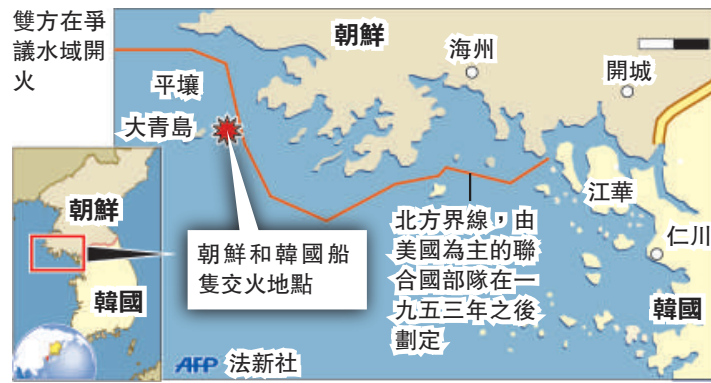 雙方在爭
議水域開
火
朝鮮
海州
開城
平壤
大青島
江華
仁川
韓國
北方界線，由
美國為主的聯
合國部隊在一
九五三年之後
劃定
朝鮮和韓國船
隻交火地點
朝鮮
韓國
AFP 法新社